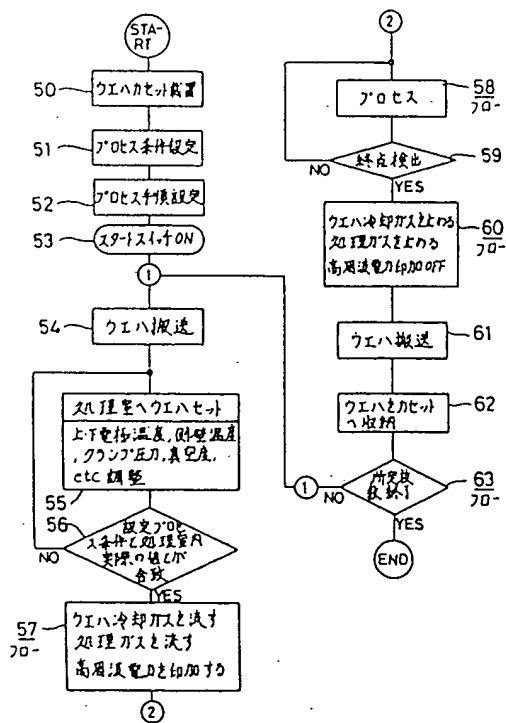 STA-
RT
50
ウエハカセット載置
51
プロセス条件設定
52
プロセス手順設定
53
スタートスイッチON
1
54
ウエハ搬送
処理室へウエハセット
上下電極温度,側壁温度
,クランプ圧力,真空度,
etc 調整
55
56
設定プロセ
ス条件と処理室内
実際の値とが
合致
NO
YES
57
フロー
ウエハ冷却ガスを流す
処理ガスを流す
高周波電力を印加する
2
2
プロセス
58
フロー
終点検出
59
NO
YES
ウエハ冷却ガスを止める
処理ガスを止める
高周波電力印加OFF
60
フロー
ウエハ搬送
61
ウエハをカセット
へ収納
62
所定枚
数終了
63
フロー
1
NO
YES
END